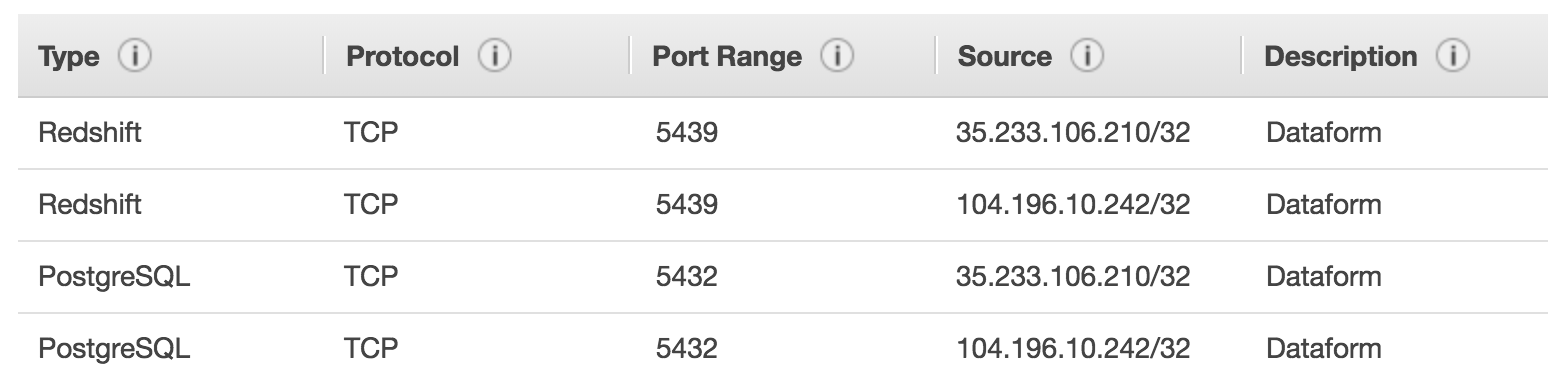 Type Protocol Port Range Source Description
Redshift TCP 5439 35.233.106.210/32 Dataform
Redshift TCP 5439 104.196.10.242/32 Dataform
PostgreSQL TCP 5432 35.233.106.210/32 Dataform
PostgreSQL TCP 5432 104.196.10.242/32 Dataform